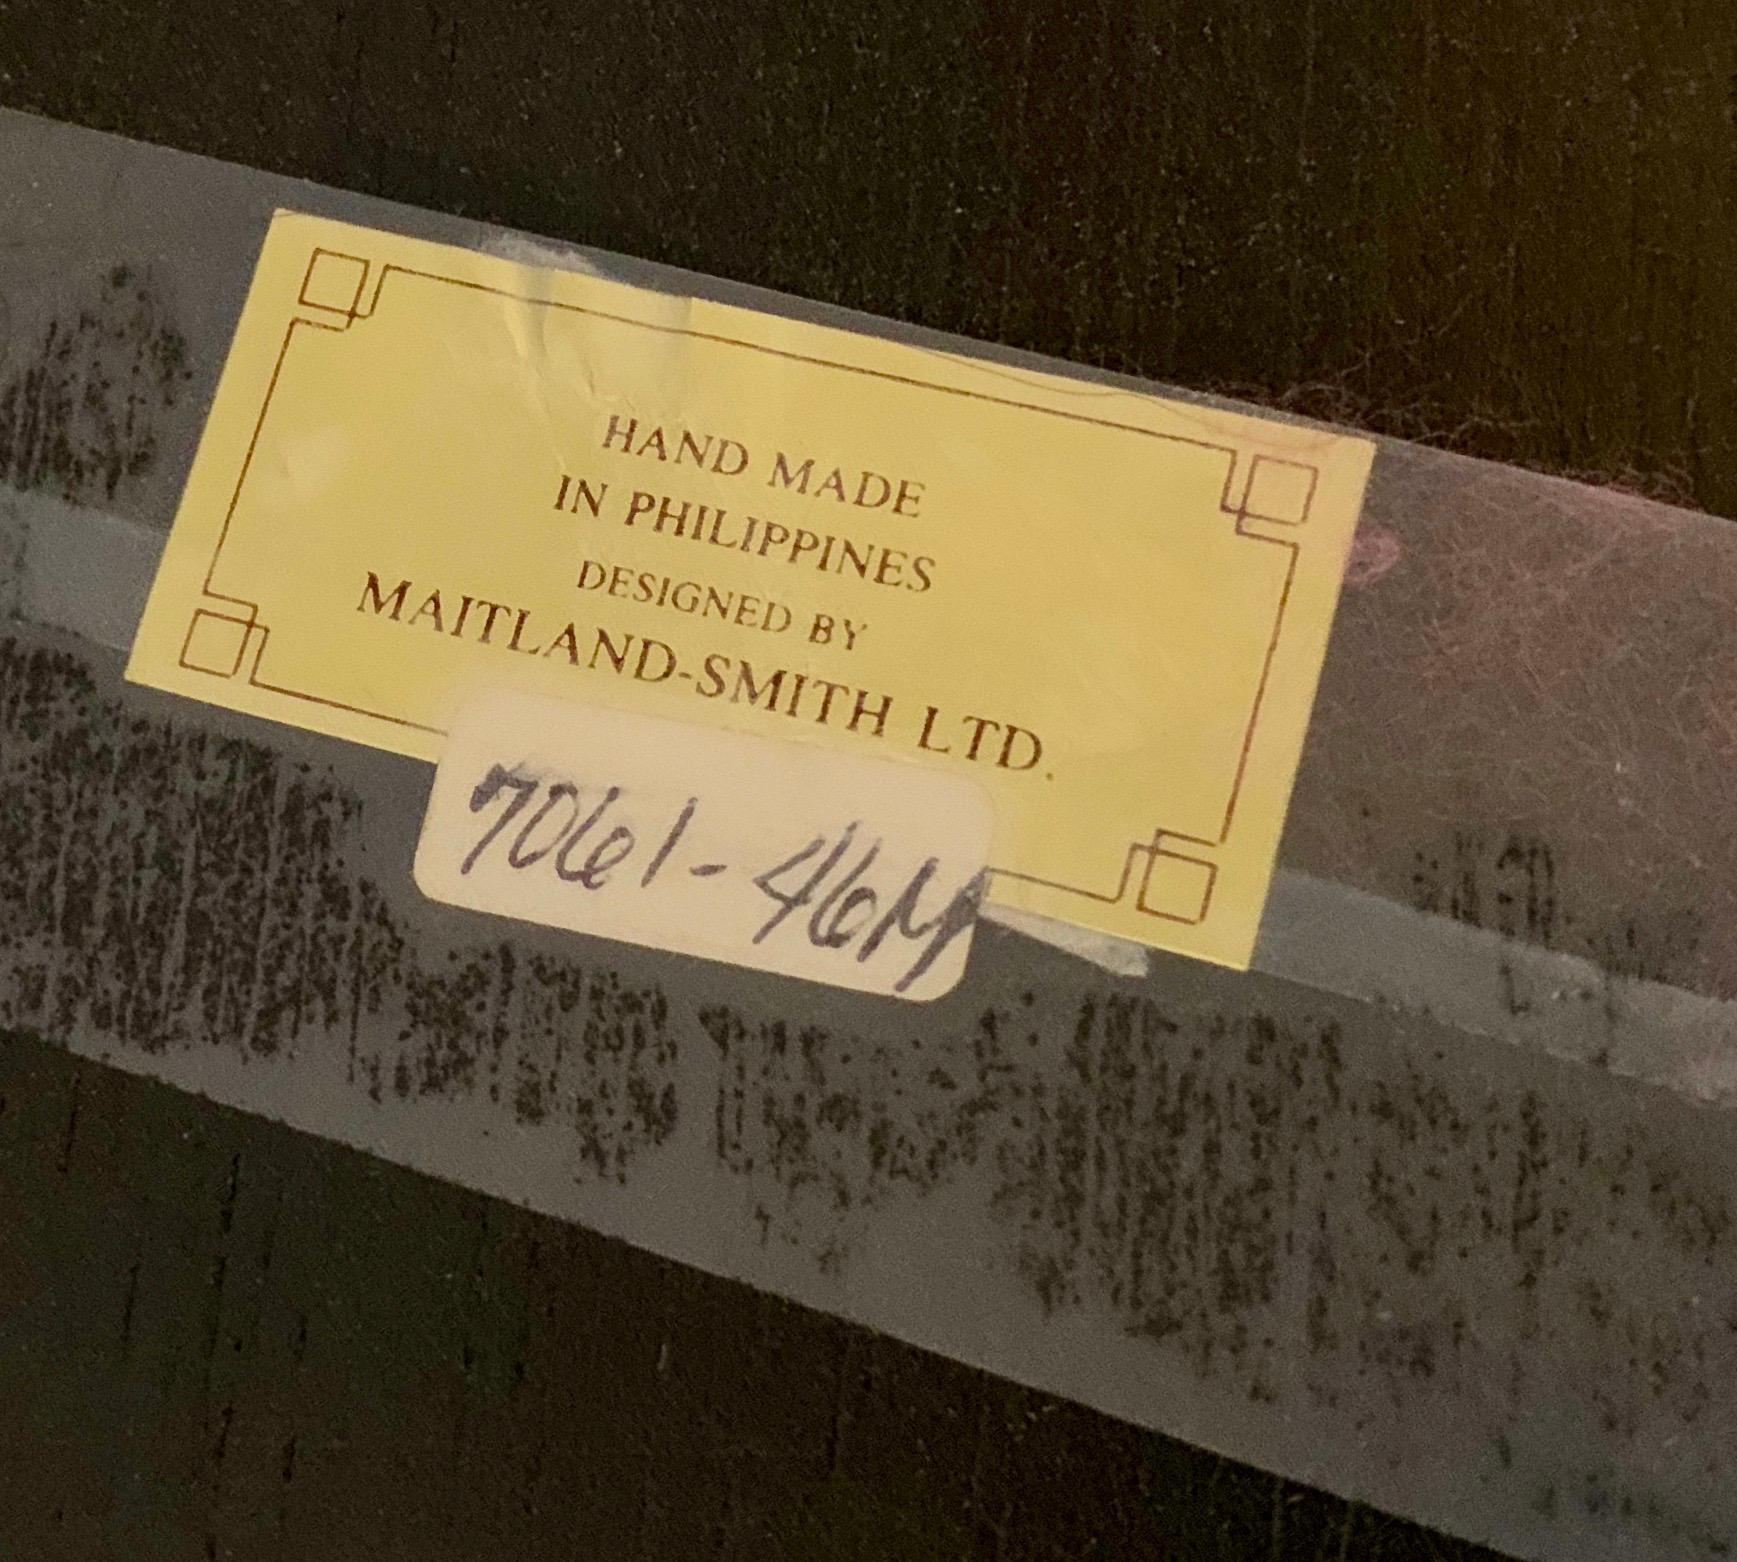 HAND MADE
IN PHILIPPINES
DESIGNED BY
MAITLAND-SMITH LTD.
7061-46M